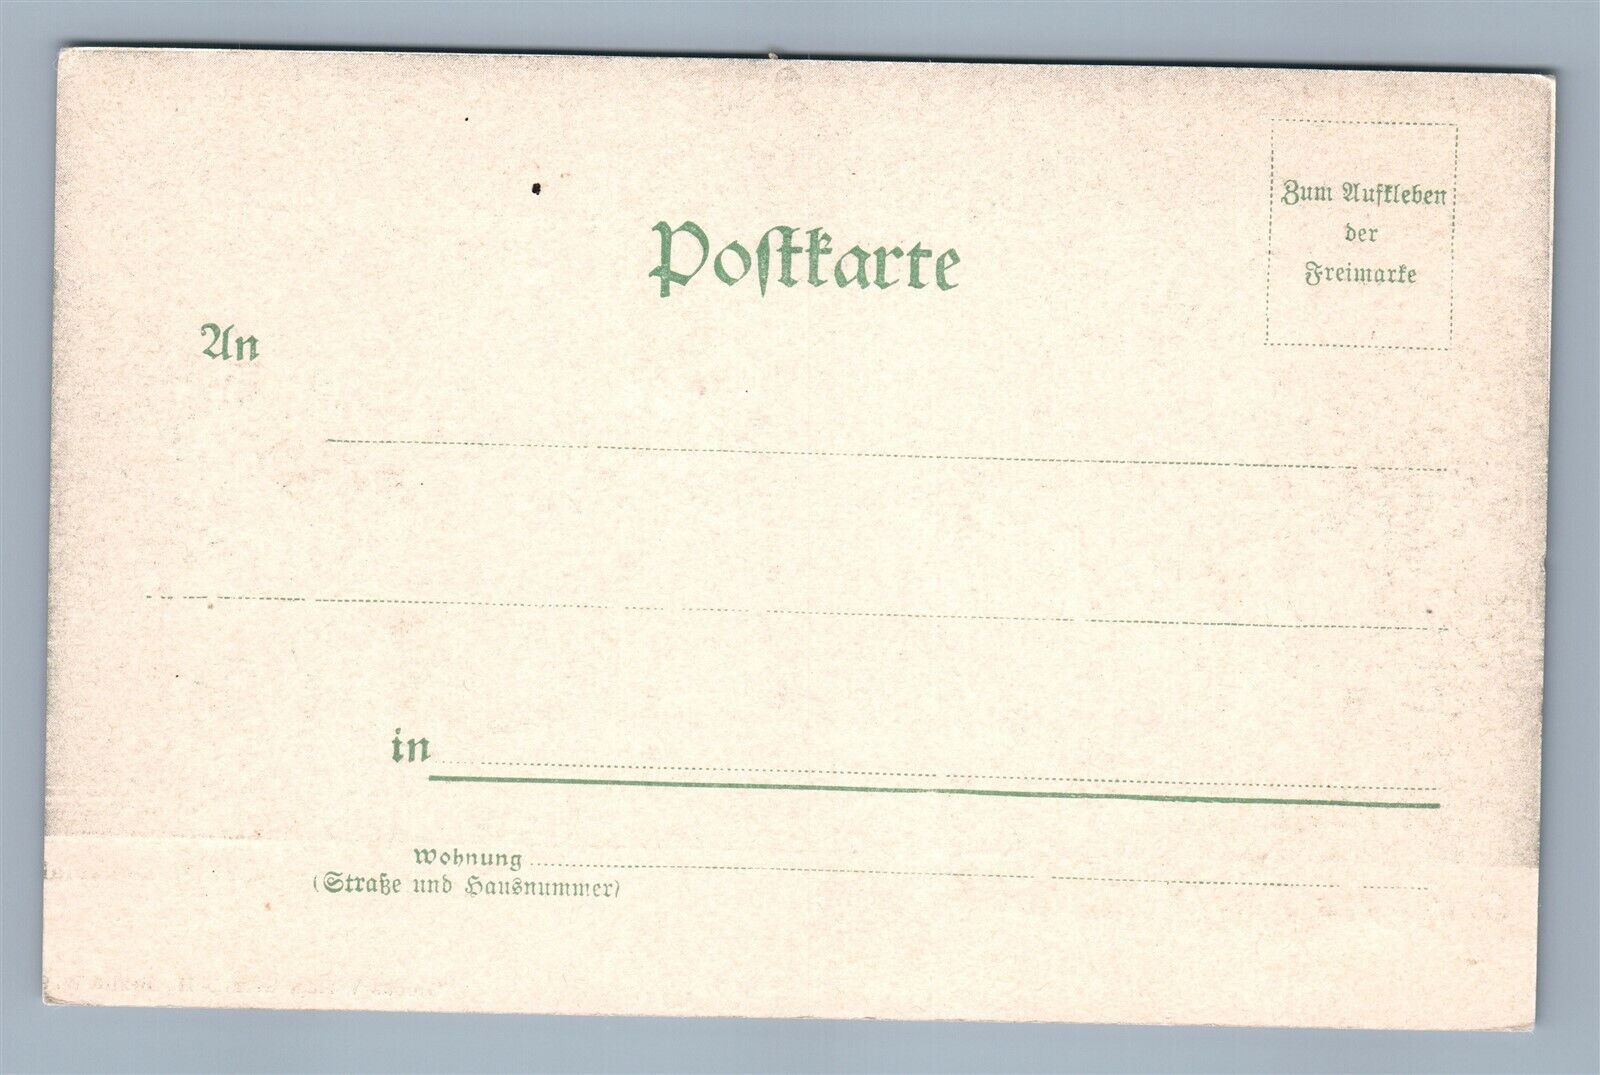 Zum Aufkleben
der
Freimarke
Poſtkarte
An
in
Wohnung
(Straße und Hausnummer)